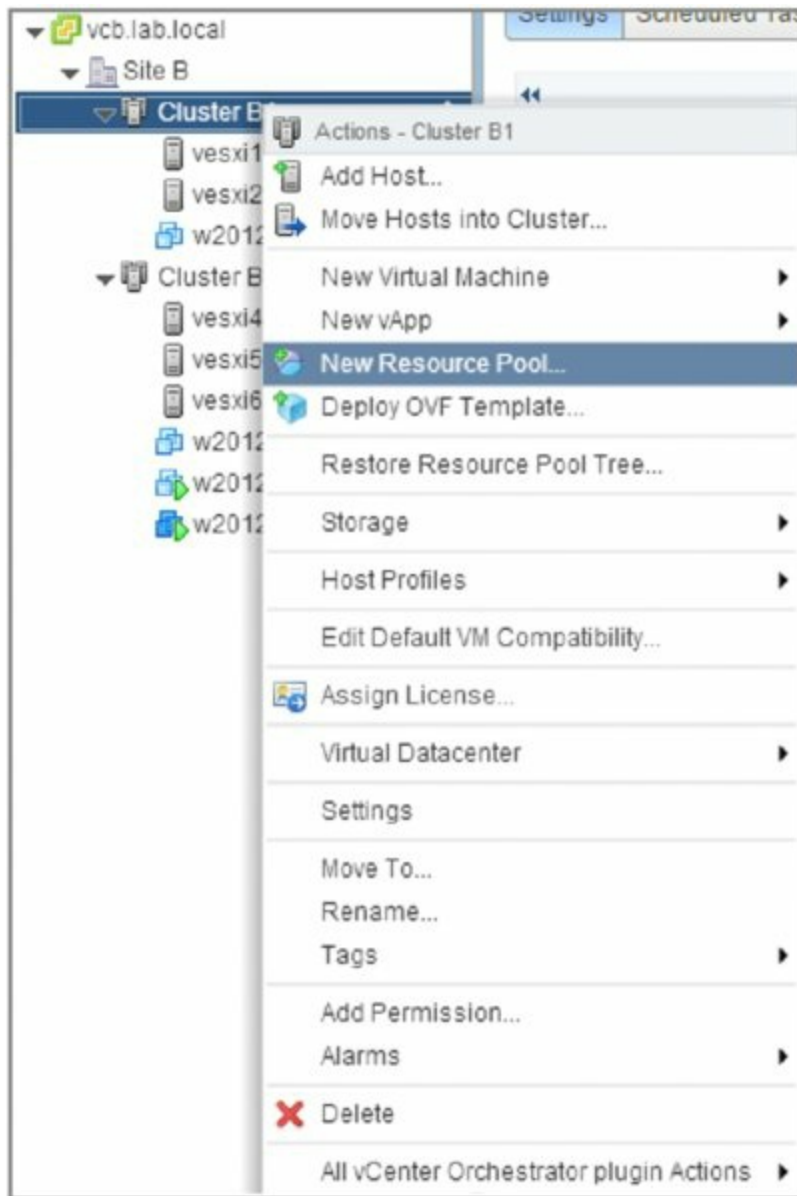 Settings Scheduled Tas
vcb.lab.local
Site B
Cluster B
Actions - Cluster B1
vesxi1
Add Host...
vesxi2
Move Hosts into Cluster...
w2012
Cluster B
New Virtual Machine
vesxi4
New vApp
vesxi5
New Resource Pool...
vesxi6
Deploy OVF Template...
w2012
Restore Resource Pool Tree...
w2012
w2012
Storage
Host Profiles
Edit Default VM Compatibility...
Assign License...
Virtual Datacenter
Settings
Move To...
Rename...
Tags
Add Permission...
Alarms
Delete
All vCenter Orchestrator plugin Actions